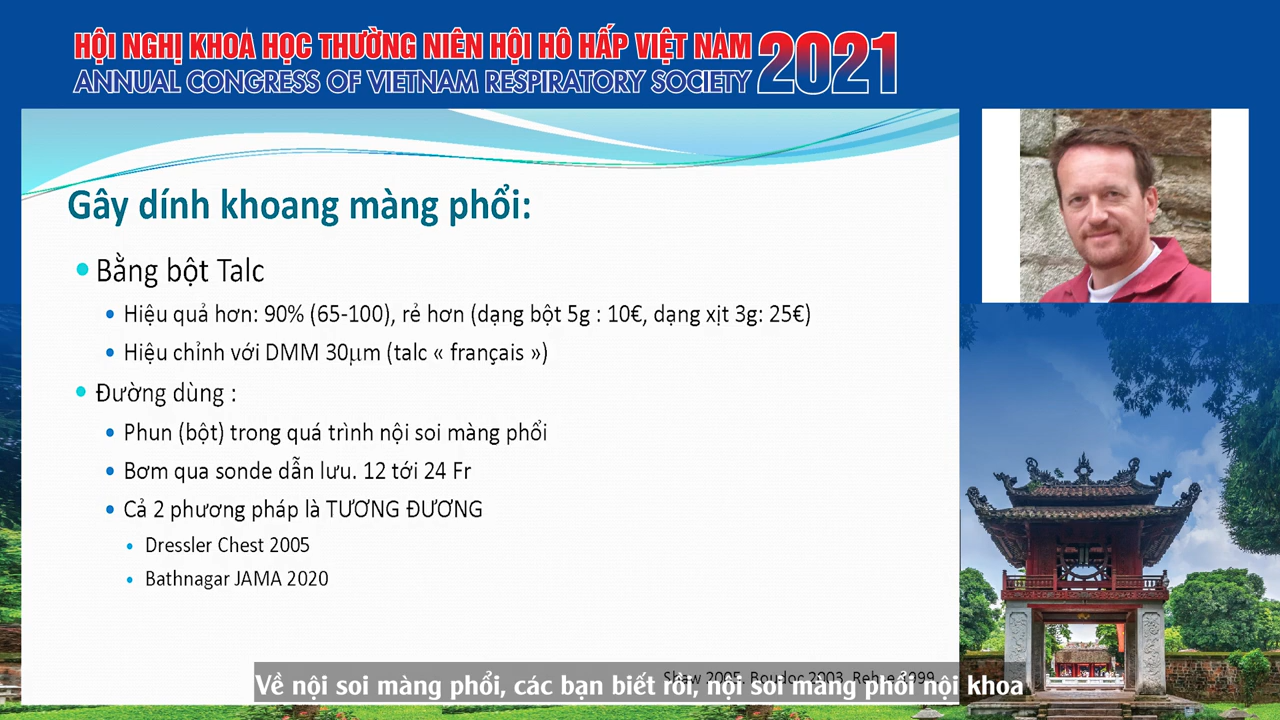 HỘI NGHỊ KHOA HỌC THƯỜNG NIÊN HỘI HÔ HẤP VIỆT NAM 2021
ANNUAL CONGRESS OF VIETNAM RESPIRATORY SOCIETY
Gây dính khoang màng phổi:
Bằng bột Talc
Hiệu quả hơn: 90% (65-100), rẻ hơn (dạng bột 5g : 10€, dạng xịt 3g: 25€)
Hiệu chỉnh với DMM 30µm (talc « français »)
Đường dùng :
Phun (bột) trong quá trình nội soi màng phổi
Bơm qua sonde dẫn lưu. 12 tới 24 Fr
Cả 2 phương pháp là TƯƠNG ĐƯƠNG
Dressler Chest 2005
Bathnagar JAMA 2020
2005. 2003. 1999
Về nội soi màng phổi, các bạn biết rồi, nội soi màng phổi nội khoa